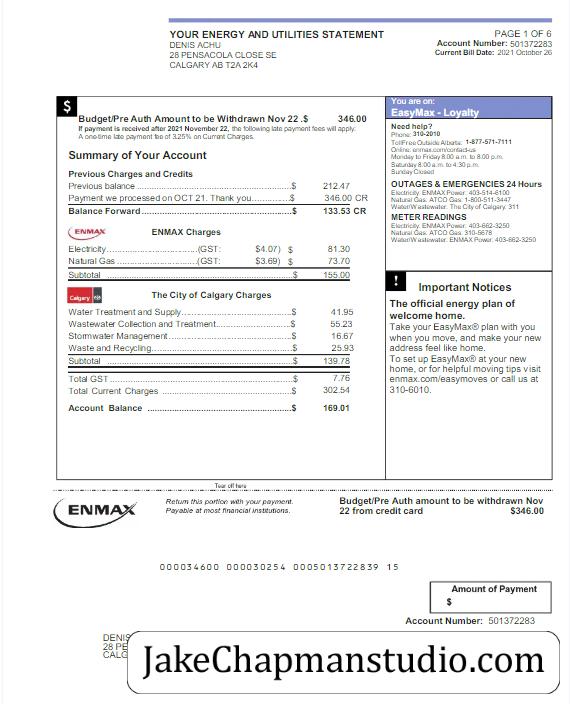 YOUR ENERGY AND UTILITIES STATEMENT
DENIS ACHU
28 PENSACOLA CLOSE SE
CALGARY AB T2A 2K4
PAGE 1 OF 6
Account Number: 501372283
Current Bill Date: 2021 October 26
$
Budget/Pre Auth Amount to be Withdrawn Nov 22 .$ 346.00
If payment is received after 2021 November 22, the following late payment fees will apply:
A one-time late payment fee of 3.25% on Current Charges.
Summary of Your Account
Previous Charges and Credits
Previous balance ...$ 212.47
Payment we processed on OCT 21. Thank you...$ 346.00 CR
Balance Forward...$ 133.53 CR
ENMAX ENMAX Charges
Electricity...(GST: $4.07) $ 81.30
Natural Gas ...(GST: $3.69) $ 73.70
Subtotal ...$ 155.00
Calgary The City of Calgary Charges
Water Treatment and Supply...$ 41.95
Wastewater Collection and Treatment...$ 55.23
Stormwater Management...$ 16.67
Waste and Recycling...$ 25.93
Subtotal ...$ 139.78
Total GST ...$ 7.76
Total Current Charges ...$ 302.54
Account Balance ...$ 169.01
You are on:
EasyMax - Loyalty
Need help?
Phone: 310-2010
TollFree Outside Alberta: 1-877-571-7111
Online: enmax.com/contact-us
Monday to Friday 8:00 a.m. to 8:00 p.m.
Saturday 8:00 a.m. to 4:30 p.m.
Sunday Closed
OUTAGES & EMERGENCIES 24 Hours
Electricity: ENMAX Power: 403-514-6100
Natural Gas: ATCO Gas: 1-800-511-3447
Water/Wastewater: The City of Calgary: 311
METER READINGS
Electricity: ENMAX Power: 403-662-3250
Natural Gas: ATCO Gas: 310-5678
Water/Wastewater: ENMAX Power: 403-662-3250
! Important Notices
The official energy plan of
welcome home.
Take your EasyMax® plan with you
when you move, and make your new
address feel like home.
To set up EasyMax® at your new
home, or for helpful moving tips visit
enmax.com/easymoves or call us at
310-6010.
Tear off here
ENMAX
Return this portion with your payment.
Payable at most financial institutions.
Budget/Pre Auth amount to be withdrawn Nov
22 from credit card $346.00
000034600 000030254 0005013722839 15
Amount of Payment
$
Account Number: 501372283
DENIS
28 PE
CALG
JakeChapmanstudio.com